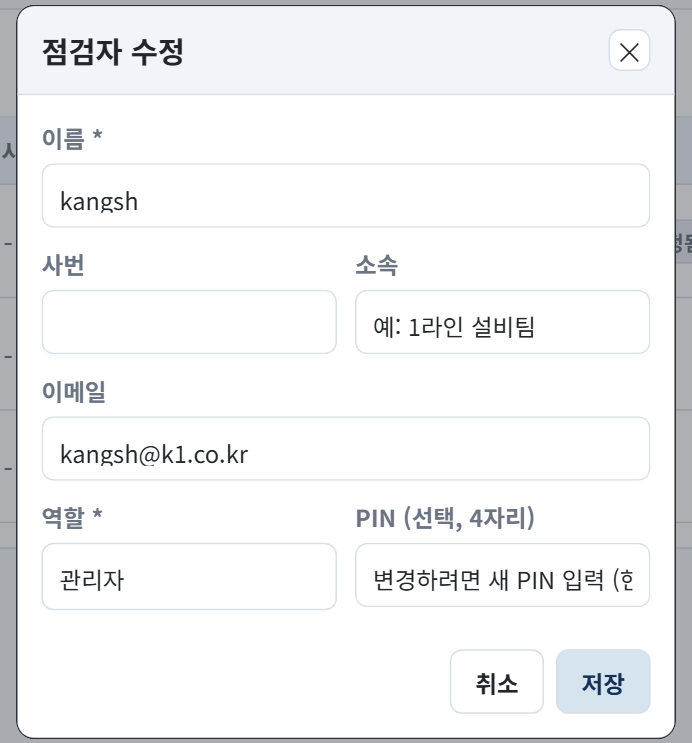 점검자 수정
이름 *
kangsh
사번 소속
예: 1라인 설비팀
이메일
kangsh@k1.co.kr
역할 * PIN (선택, 4자리)
관리자 변경하려면 새 PIN 입력
취소 저장